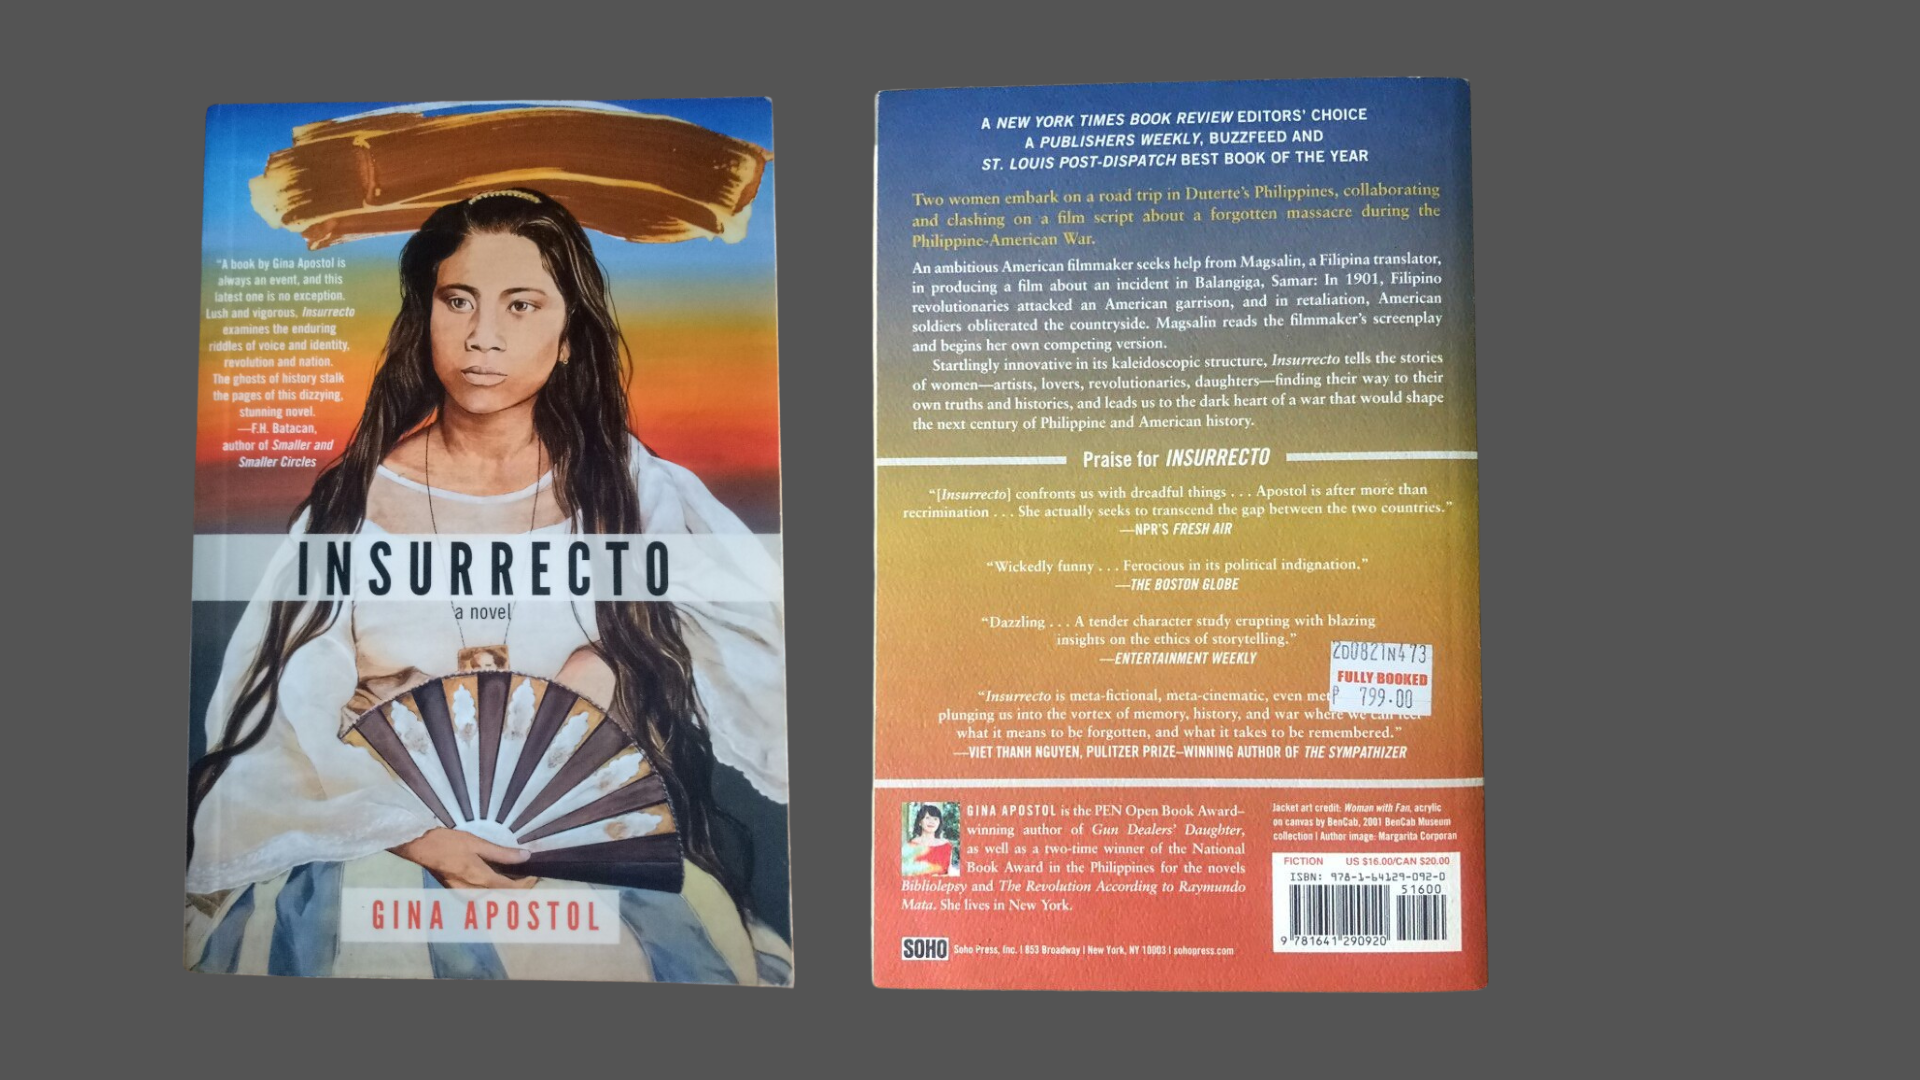 "A book by Gina Apostol is
always an event, and this
latest one is no exception.
Lush and vigorous, Insurrecto
examines the enduring
riddles of voice and identity,
revolution and nation.
The ghosts of history stalk
the pages of this dizzying,
stunning novel.
—F.H. Batacan,
author of Smaller and
Smaller Circles
INSURRECTO
a novel
GINA APOSTOL
A NEW YORK TIMES BOOK REVIEW EDITORS' CHOICE
A PUBLISHERS WEEKLY, BUZZFEED AND
ST. LOUIS POST-DISPATCH BEST BOOK OF THE YEAR
Two women embark on a road trip in Duterte's Philippines, collaborating
and clashing on a film script about a forgotten massacre during the
Philippine-American War.
An ambitious American filmmaker seeks help from Magsalin, a Filipina translator,
in producing a film about an incident in Balangiga, Samar: In 1901, Filipino
revolutionaries attacked an American garrison, and in retaliation, American
soldiers obliterated the countryside. Magsalin reads the filmmaker's screenplay
and begins her own competing version.
Startlingly innovative in its kaleidoscopic structure, Insurrecto tells the stories
of women—artists, lovers, revolutionaries, daughters—finding their way to their
own truths and histories, and leads us to the dark heart of a war that would shape
the next century of Philippine and American history.
Praise for INSURRECTO
"[Insurrecto] confronts us with dreadful things . . . Apostol is after more than
recrimination . . . She actually seeks to transcend the gap between the two countries."
—NPR'S FRESH AIR
"Wickedly funny . . . Ferocious in its political indignation."
—THE BOSTON GLOBE
"Dazzling . . . A tender character study erupting with blazing
insights on the ethics of storytelling."
—ENTERTAINMENT WEEKLY
2D0821N473
FULLY BOOKED
₱ 799.00
"Insurrecto is meta-fictional, meta-cinematic, even
plunging us into the vortex of memory, history, and war where we can feel
what it means to be forgotten, and what it takes to be remembered."
—VIET THANH NGUYEN, PULITZER PRIZE–WINNING AUTHOR OF THE SYMPATHIZER
GINA APOSTOL is the PEN Open Book Award–
winning author of Gun Dealers' Daughter,
as well as a two-time winner of the National
Book Award in the Philippines for the novels
Bibliolepsy and The Revolution According to Raymundo
Mata. She lives in New York.
SOHO Soho Press, Inc. | 853 Broadway | New York, NY 10003 | sohopress.com
Jacket art credit: Woman with Fan, acrylic
on canvas by BenCab, 2001 BenCab Museum
collection | Author image: Margarita Corporan
FICTION US $16.00/CAN $20.00
ISBN: 978-1-64129-092-0
51600
9 781641 290920